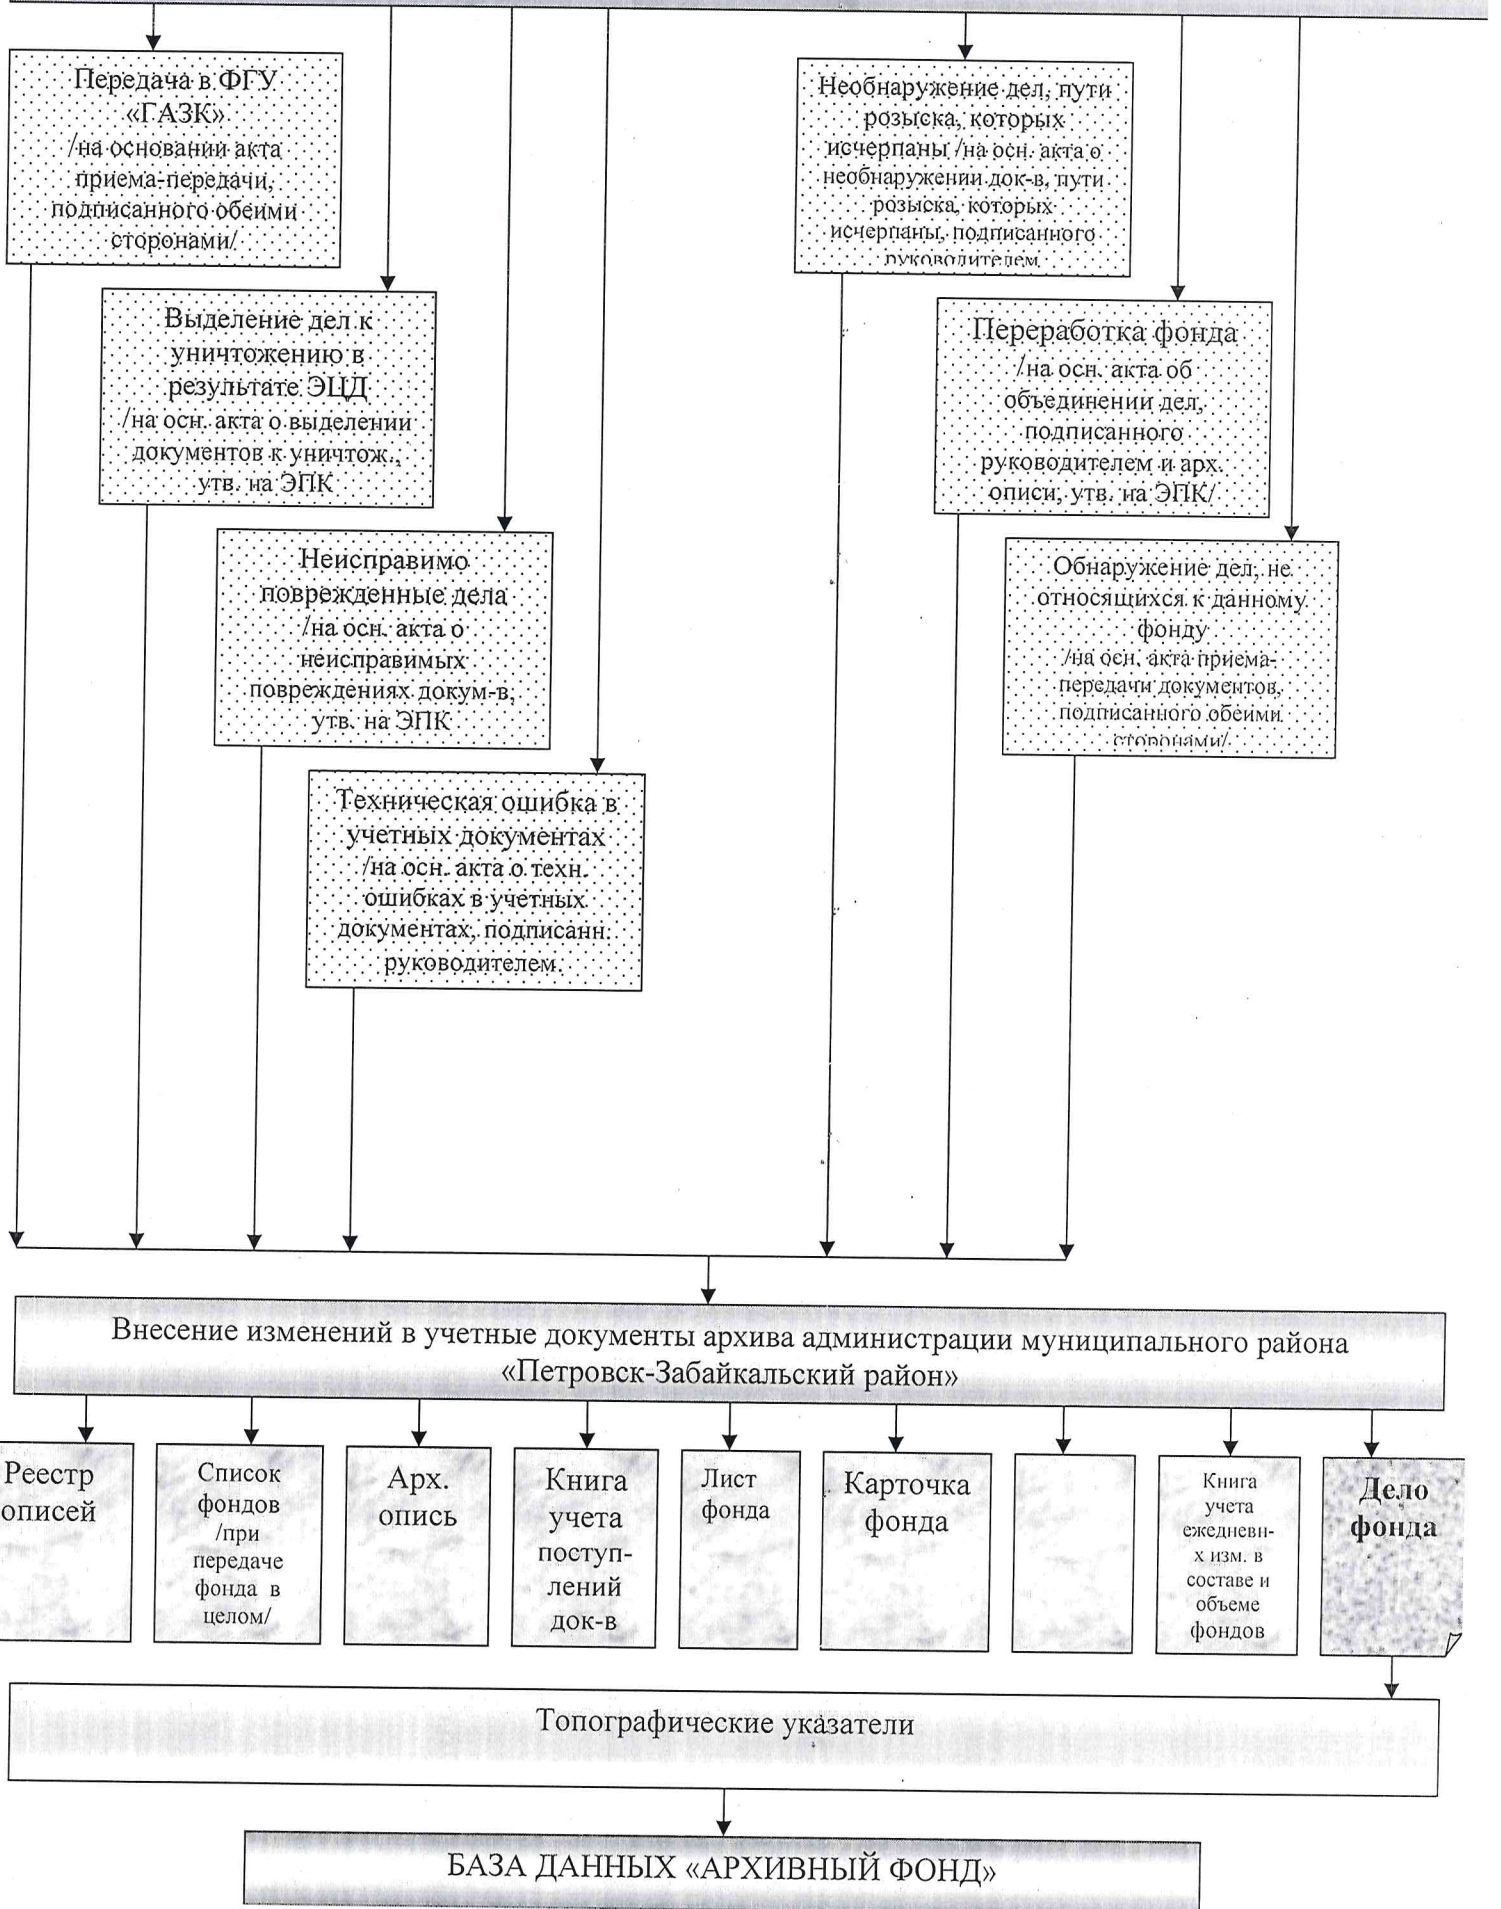 Передача в ФГУ
«ГАЗК»
/на основании акта
приема-передачи,
подписанного обеими
сторонами/
Необнаружение дел, пути
розыска, которых
исчерпаны /на осн. акта о
необнаружении док-в, пути
розыска, которых
исчерпаны, подписанного
руководителем
Выделение дел к
уничтожению в
результате ЭЦД
/на осн. акта о выделении
документов к уничтож.,
утв. на ЭПК
Переработка фонда
/на осн. акта об
объединении дел,
подписанного
руководителем и арх.
описи, утв. на ЭПК/
Неисправимо
поврежденные дела
/на осн. акта о
неисправимых
повреждениях докум-в,
утв. на ЭПК
Обнаружение дел, не
относящихся к данному
фонду
/на осн. акта приема-
передачи документов,
подписанного обеими
сторонами/
Техническая ошибка в
учетных документах
/на осн. акта о техн.
ошибках в учетных
документах, подписанн.
руководителем.
Внесение изменений в учетные документы архива администрации муниципального района
«Петровск-Забайкальский район»
Реестр
описей
Список
фондов
/при
передаче
фонда в
целом/
Арх.
опись
Книга
учета
поступ-
лений
док-в
Лист
фонда
Карточка
фонда
Книга
учета
ежедневн-
х изм. в
составе и
объеме
фондов
Дело
фонда
Топографические указатели
БАЗА ДАННЫХ «АРХИВНЫЙ ФОНД»